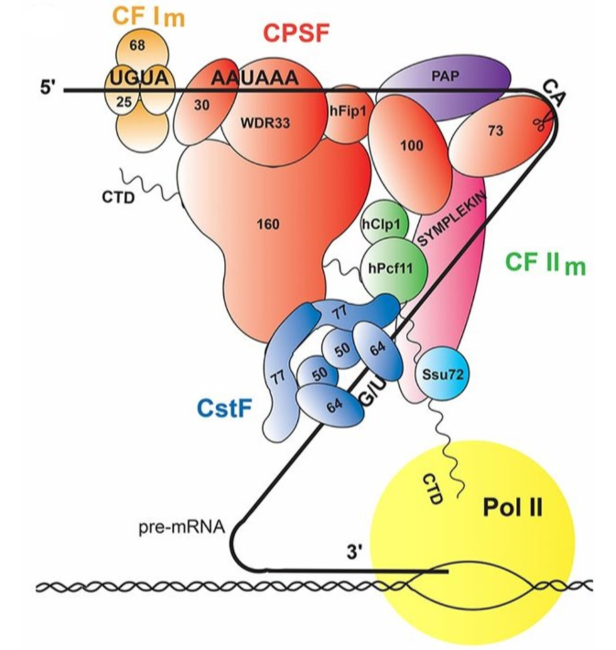 CF Im
68
CPSF
5'
UGUA
AAUAAA
PAP
CA
25
30
WDR33
hFip1
100
73
CTD
160
hClp1
SYMPLEKIN
hPcf11
CF IIm
77
50
64
77
50
64
G/U
Ssu72
CstF
CTD
Pol II
pre-mRNA
3'